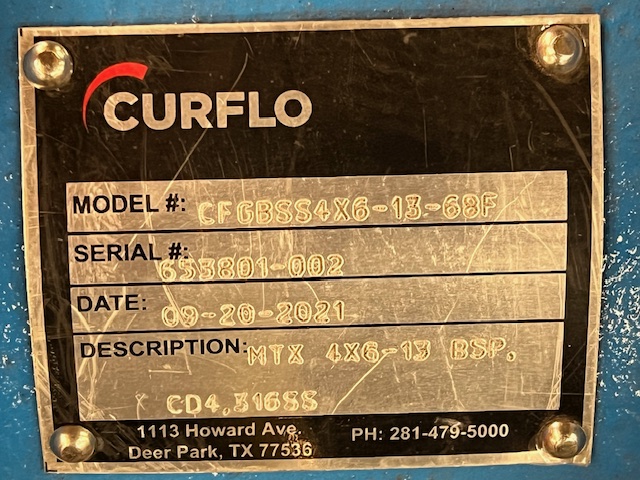 CURFLO
MODEL #: CFGBSS4X6-13-68F
SERIAL #: 653801-002
DATE: 09-20-2021
DESCRIPTION: MTX 4X6-13 BSP,
CD4,316SS
1113 Howard Ave. PH: 281-479-5000
Deer Park, TX 77536